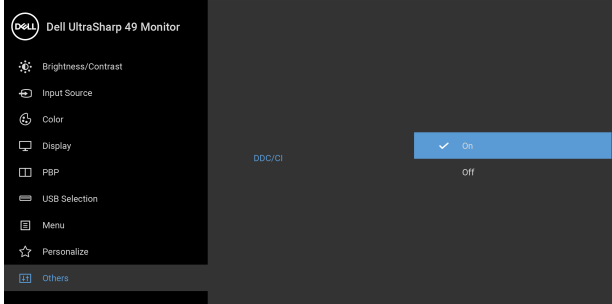 DELL Dell UltraSharp 49 Monitor
Brightness/Contrast
Input Source
Color
Display
On
DDC/CI
PBP
Off
USB Selection
Menu
Personalize
Others